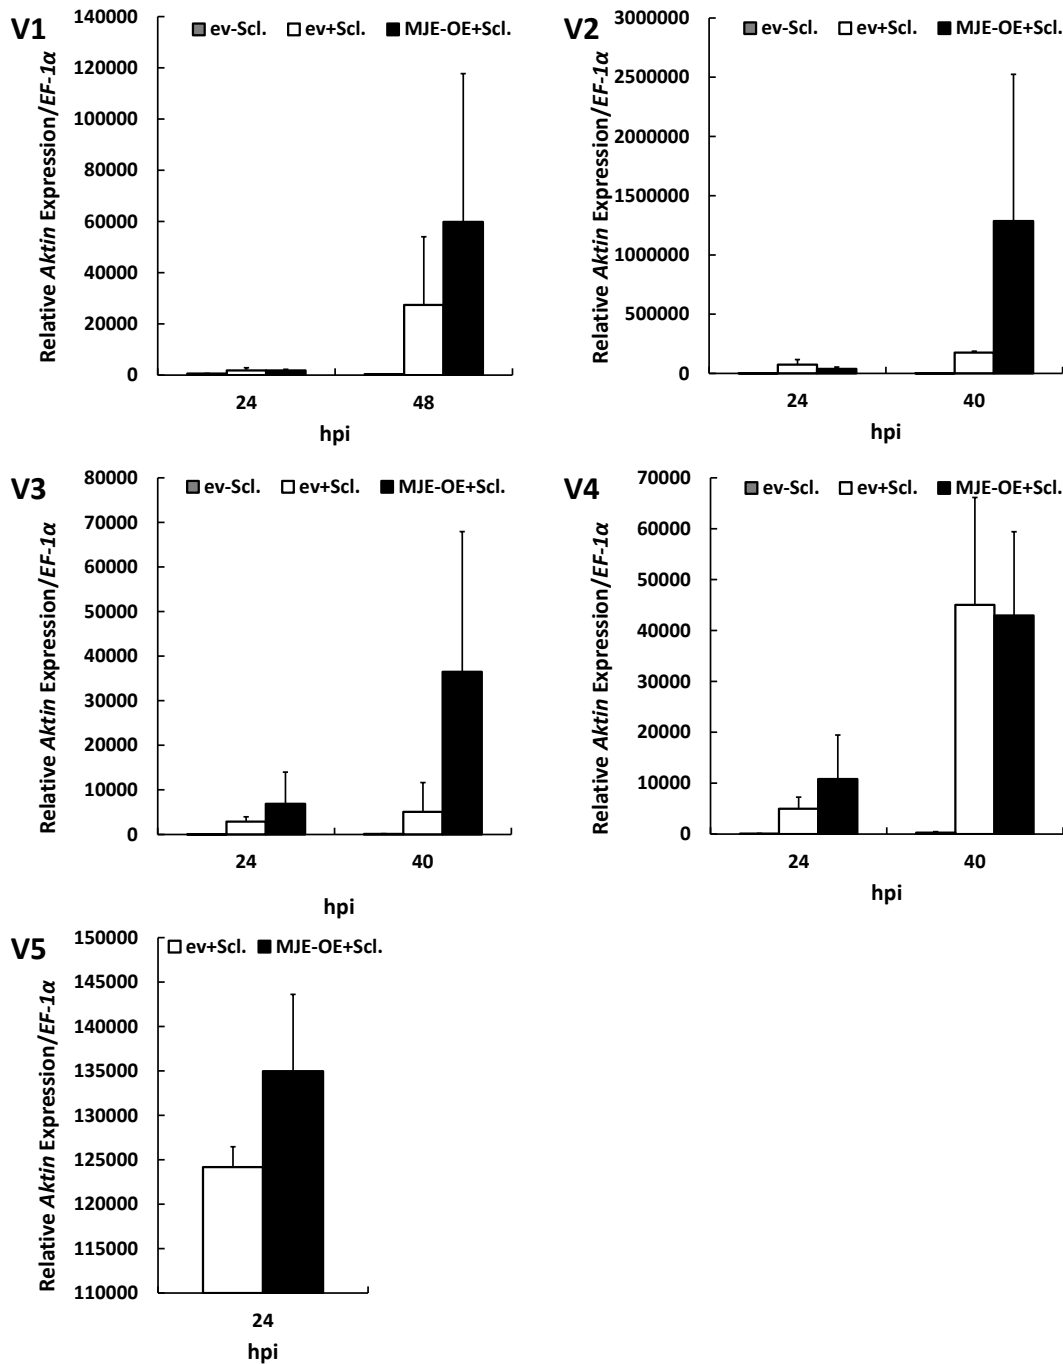 V1
ev-Scl. ev+Scl. MJE-OE+Scl.
Relative Aktin Expression/EF-1α
140000
120000
100000
80000
60000
40000
20000
0
24 48
hpi
V2
ev-Scl. ev+Scl. MJE-OE+Scl.
Relative Aktin Expression/EF-1α
3000000
2500000
2000000
1500000
1000000
500000
0
24 40
hpi
V3
ev-Scl. ev+Scl. MJE-OE+Scl.
Relative Aktin Expression/EF-1α
80000
70000
60000
50000
40000
30000
20000
10000
0
24 40
hpi
V4
ev-Scl. ev+Scl. MJE-OE+Scl.
Relative Aktin Expression/EF-1α
70000
60000
50000
40000
30000
20000
10000
0
24 40
hpi
V5
ev+Scl. MJE-OE+Scl.
Relative Aktin Expression/EF-1α
150000
145000
140000
135000
130000
125000
120000
115000
110000
24
hpi